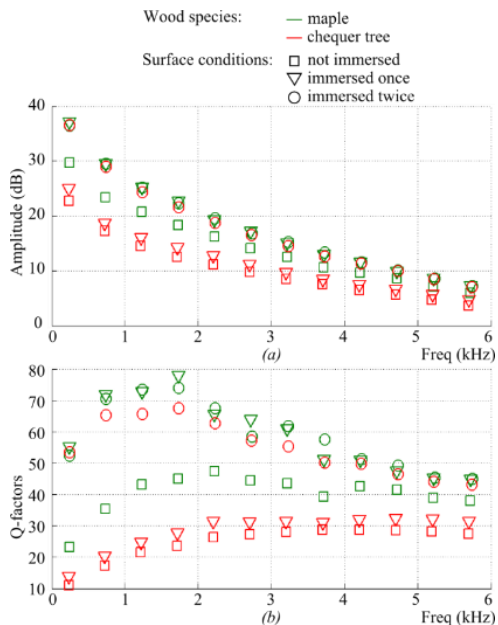 Wood species:
maple
chequer tree
Surface conditions:
not immersed
immersed once
immersed twice
40
30
20
10
0
Amplitude (dB)
0 1 2 3 4 5 6
(a) Freq (kHz)
80
70
60
50
40
30
20
10
Q-factors
0 1 2 3 4 5 6
(b) Freq (kHz)